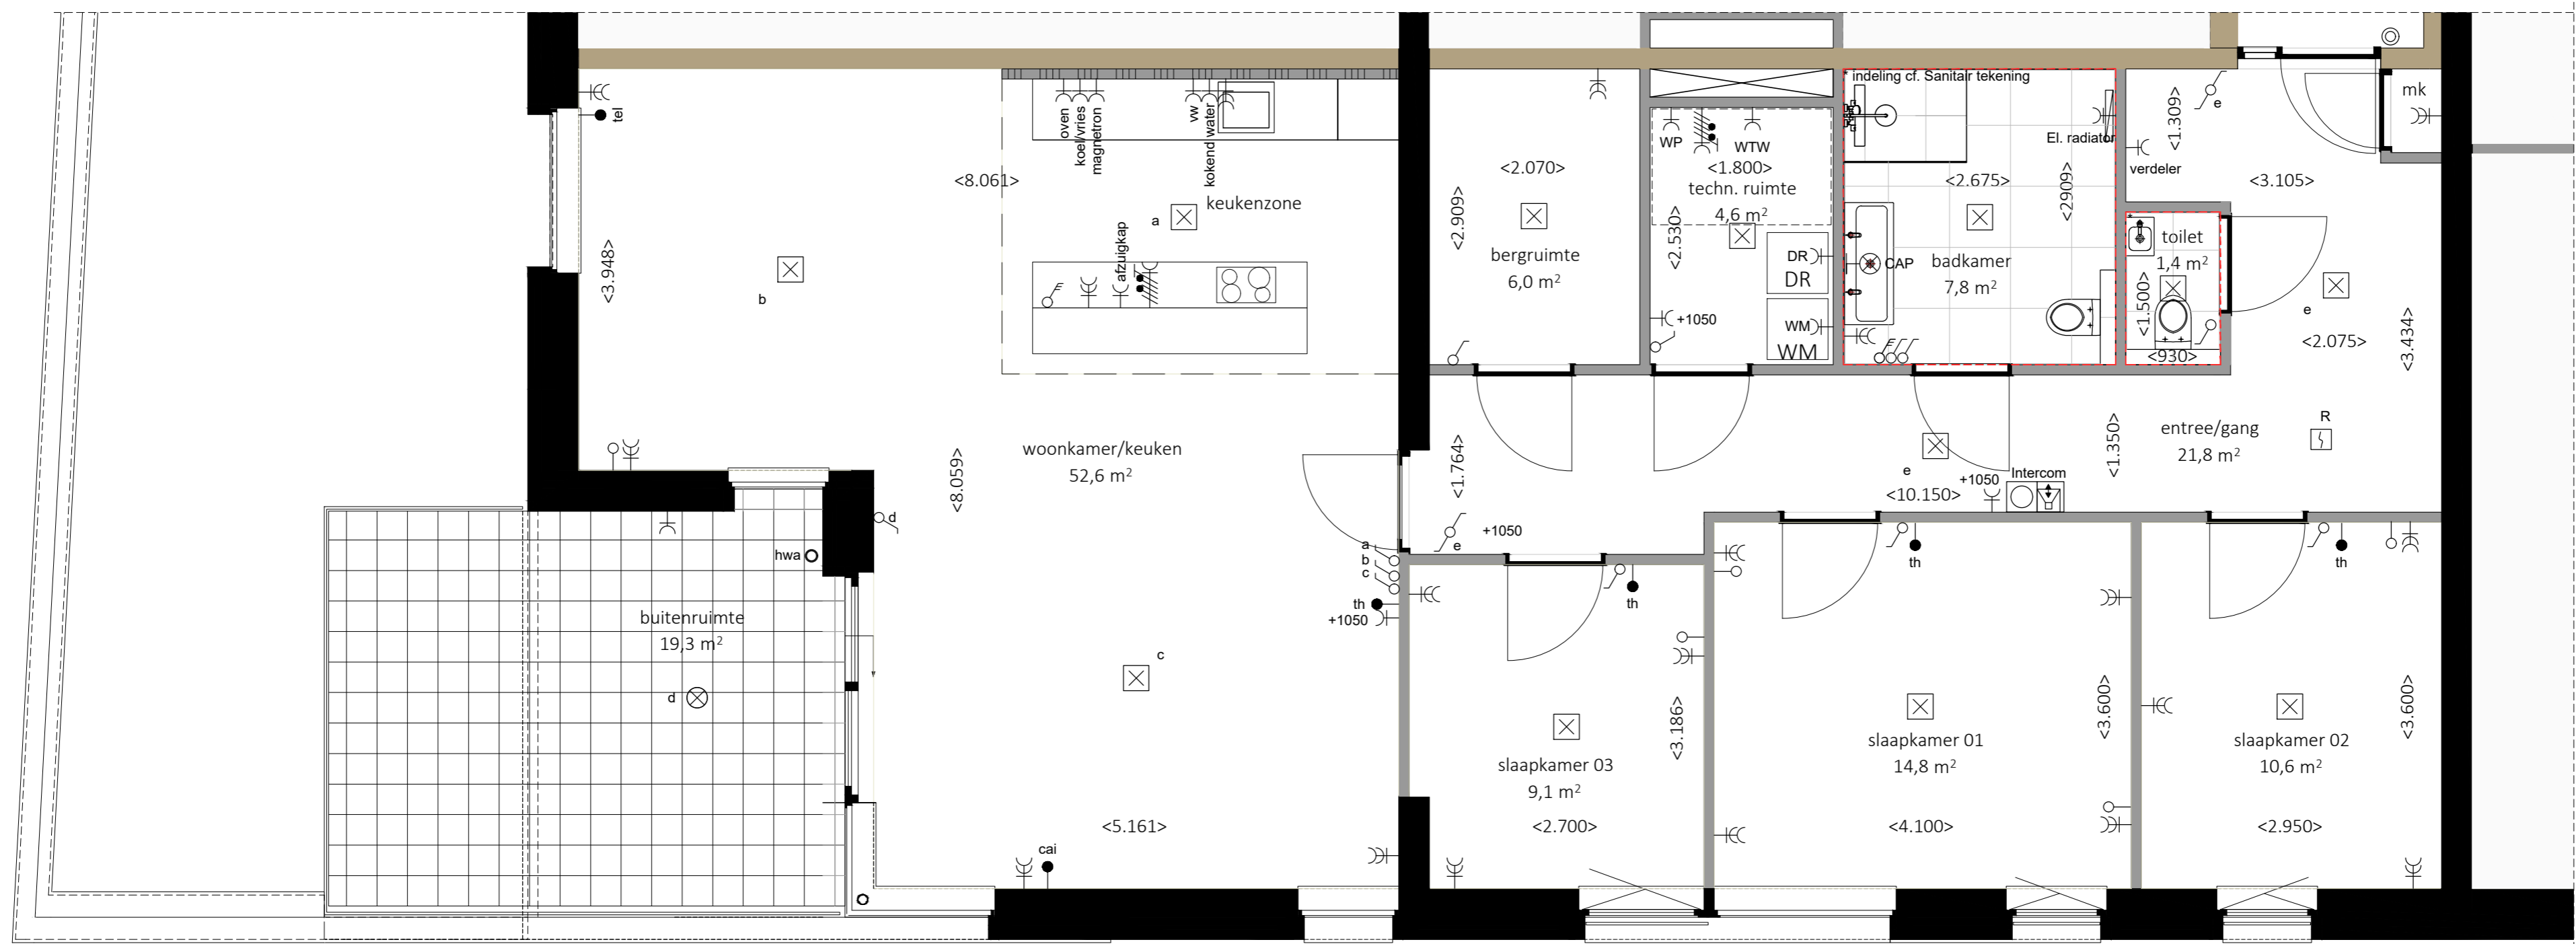 tel
<8.061>
<3.948>
b
oven
koel/vries
magnetron
vw
kokend water
keukenzone
a
afzuigkap
woonkamer/keuken
52,6 m²
<8.059>
d
hwa
buitenruimte
19,3 m²
d
a
b
c
th
+1050
c
<5.161>
cai
<2.070>
<2.909>
bergruimte
6,0 m²
WP
WTW
<1.800>
techn. ruimte
4,6 m²
<2.530>
DR
DR
+1050
WM
WM
* indeling cf. Sanitair tekening
El. radiator
<2.675>
<2909>
CAP
badkamer
7,8 m²
<1.309>
e
mk
verdeler
<3.105>
*
toilet
1,4 m²
<1.500>
<930>
e
<2.075>
<3.434>
R
entree/gang
21,8 m²
<1.350>
e
<10.150>
+1050
Intercom
<1.764>
+1050
e
th
<3.186>
slaapkamer 03
9,1 m²
<2.700>
th
<3.600>
slaapkamer 01
14,8 m²
<4.100>
th
<3.600>
slaapkamer 02
10,6 m²
<2.950>